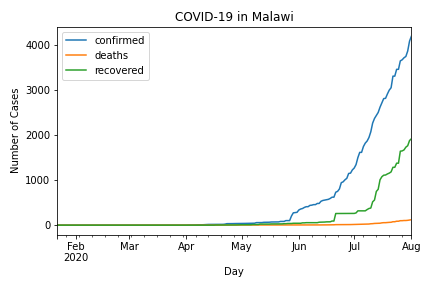 COVID-19 in Malawi
confirmed
deaths
recovered
4000
3000
2000
1000
0
Number of Cases
Feb Mar Apr May Jun Jul Aug
2020
Day